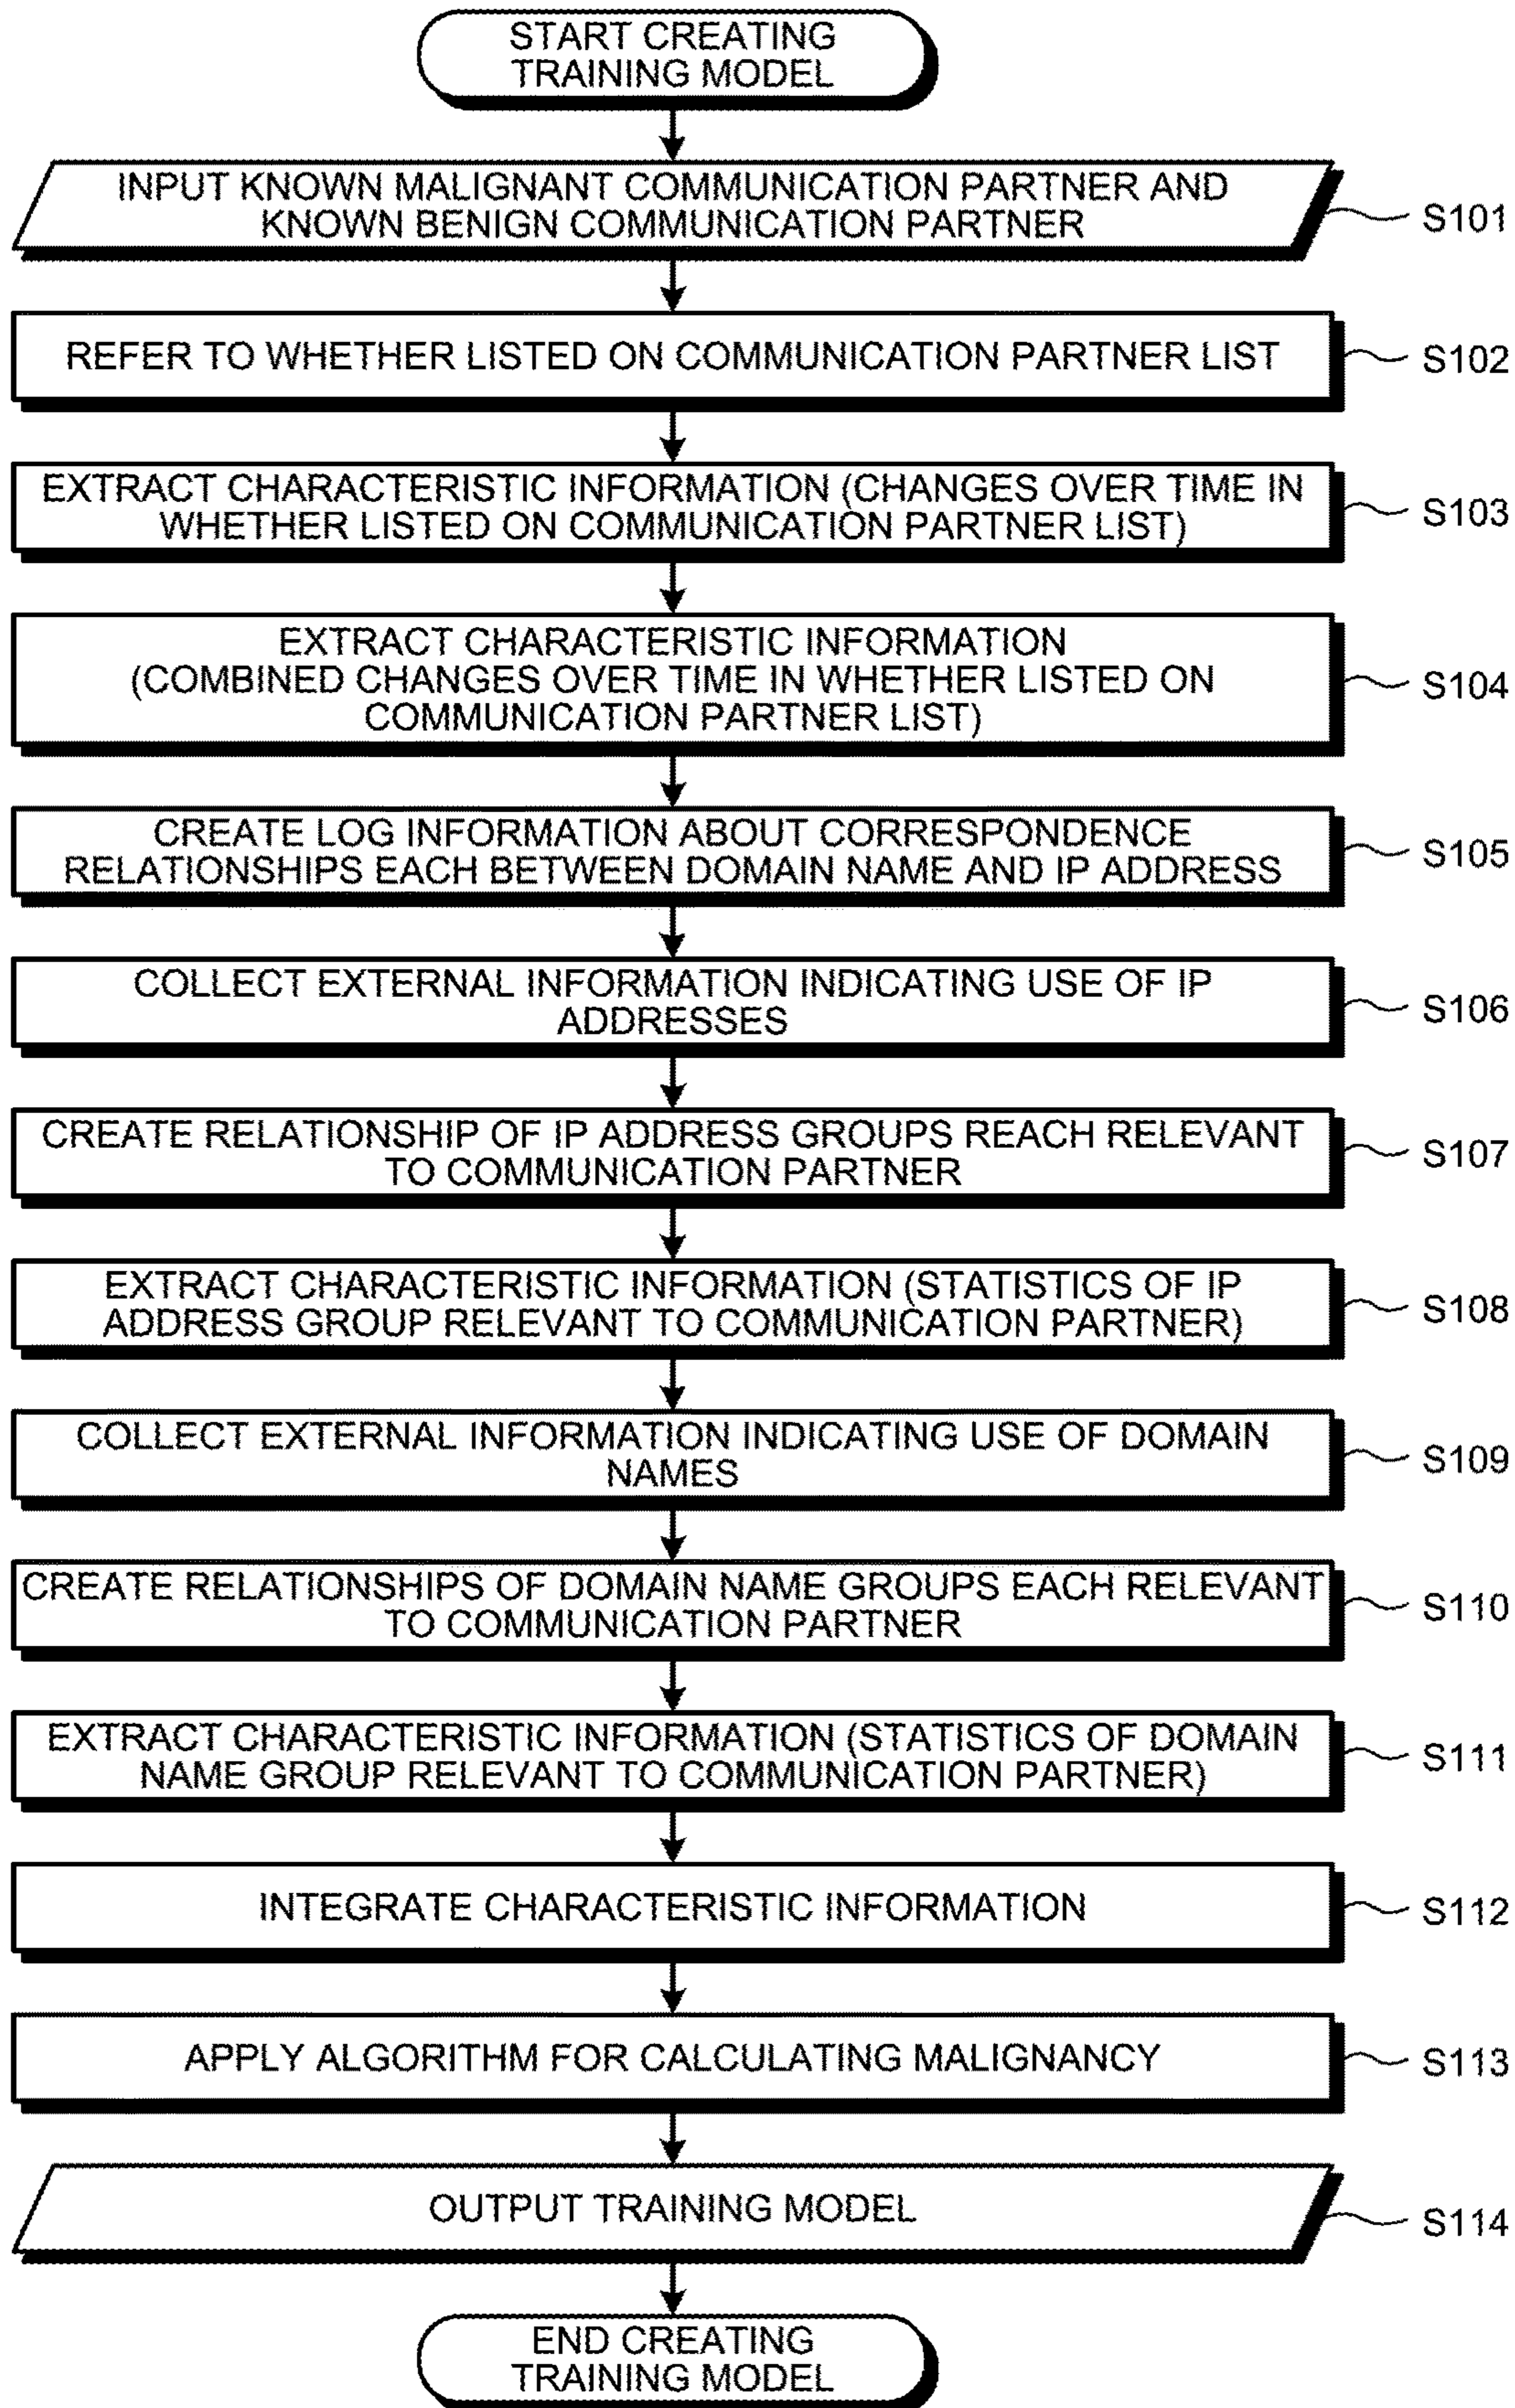 START CREATING
TRAINING MODEL
INPUT KNOWN MALIGNANT COMMUNICATION PARTNER AND
KNOWN BENIGN COMMUNICATION PARTNER
S101
REFER TO WHETHER LISTED ON COMMUNICATION PARTNER LIST
S102
EXTRACT CHARACTERISTIC INFORMATION (CHANGES OVER TIME IN
WHETHER LISTED ON COMMUNICATION PARTNER LIST)
S103
EXTRACT CHARACTERISTIC INFORMATION
(COMBINED CHANGES OVER TIME IN WHETHER LISTED ON
COMMUNICATION PARTNER LIST)
S104
CREATE LOG INFORMATION ABOUT CORRESPONDENCE
RELATIONSHIPS EACH BETWEEN DOMAIN NAME AND IP ADDRESS
S105
COLLECT EXTERNAL INFORMATION INDICATING USE OF IP
ADDRESSES
S106
CREATE RELATIONSHIP OF IP ADDRESS GROUPS REACH RELEVANT
TO COMMUNICATION PARTNER
S107
EXTRACT CHARACTERISTIC INFORMATION (STATISTICS OF IP
ADDRESS GROUP RELEVANT TO COMMUNICATION PARTNER)
S108
COLLECT EXTERNAL INFORMATION INDICATING USE OF DOMAIN
NAMES
S109
CREATE RELATIONSHIPS OF DOMAIN NAME GROUPS EACH RELEVANT
TO COMMUNICATION PARTNER
S110
EXTRACT CHARACTERISTIC INFORMATION (STATISTICS OF DOMAIN
NAME GROUP RELEVANT TO COMMUNICATION PARTNER)
S111
INTEGRATE CHARACTERISTIC INFORMATION
S112
APPLY ALGORITHM FOR CALCULATING MALIGNANCY
S113
OUTPUT TRAINING MODEL
S114
END CREATING
TRAINING MODEL